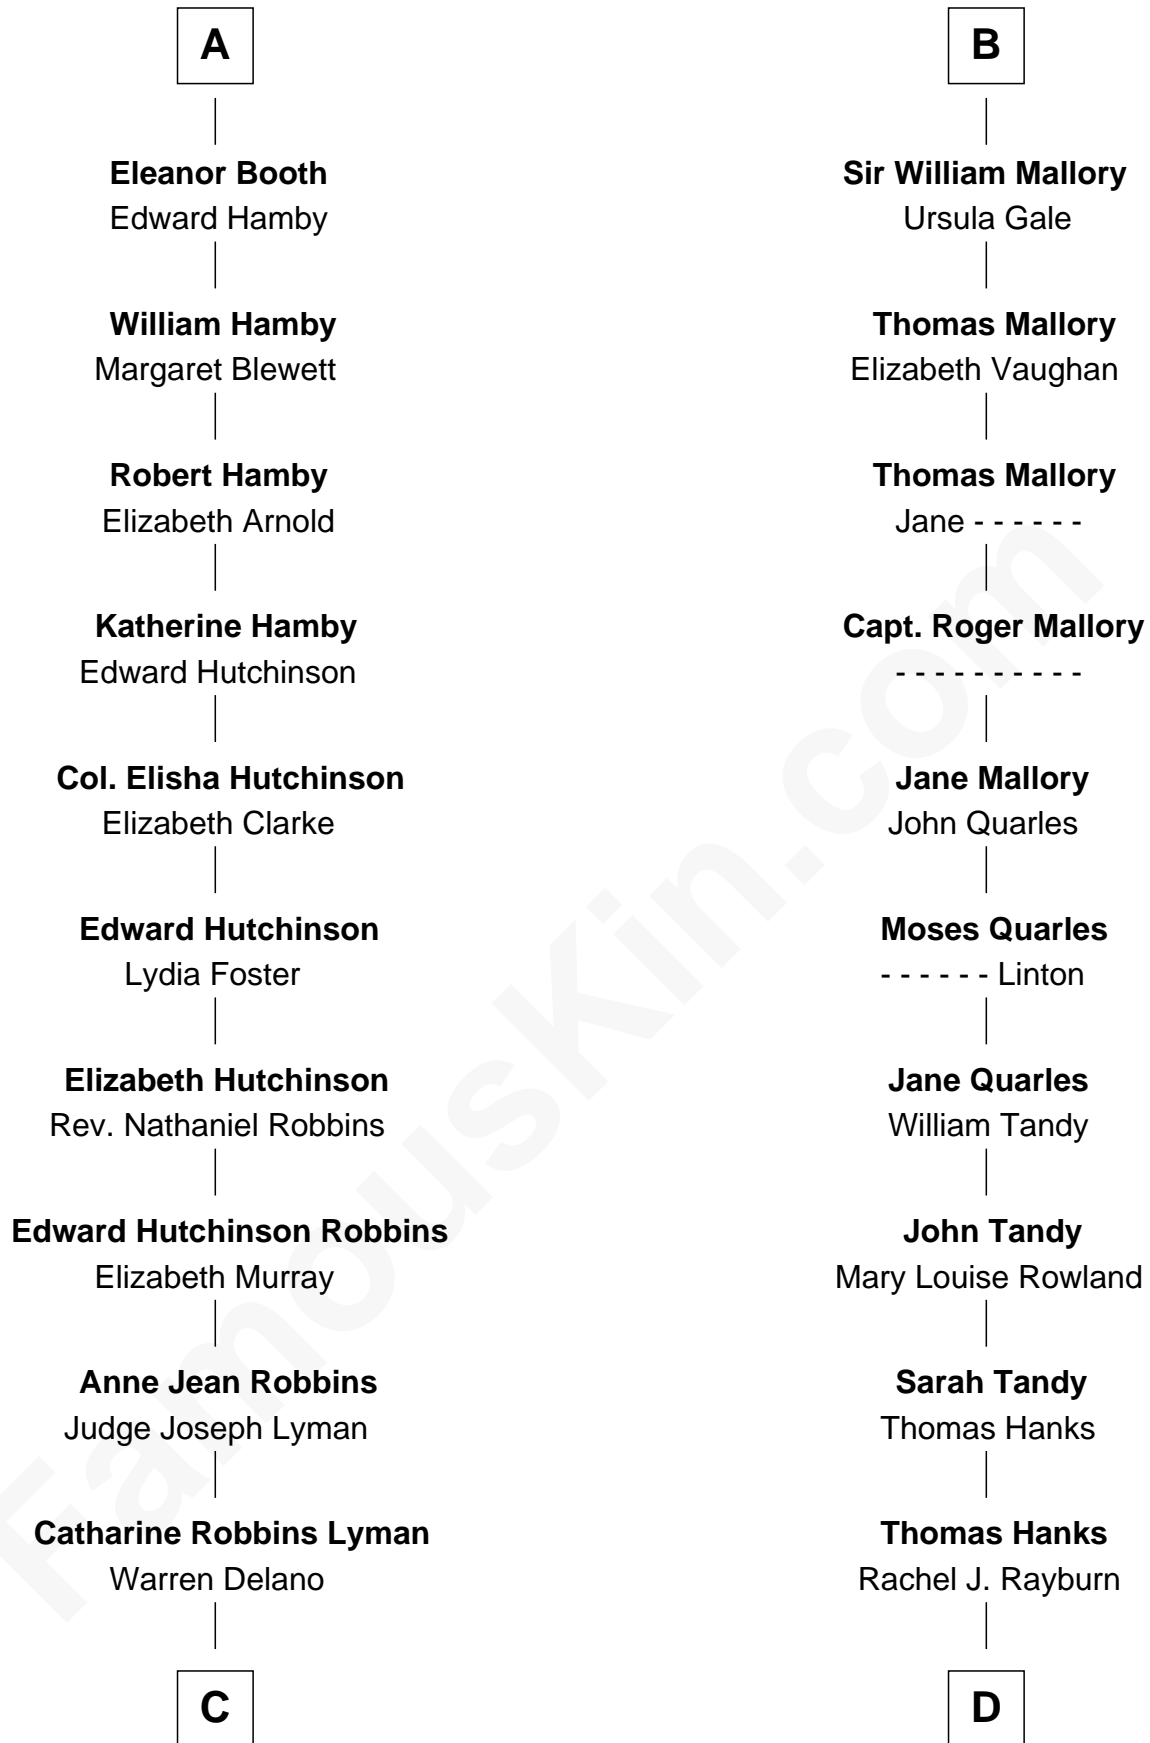 A
Eleanor Booth
Edward Hamby
William Hamby
Margaret Blewett
Robert Hamby
Elizabeth Arnold
Katherine Hamby
Edward Hutchinson
Col. Elisha Hutchinson
Elizabeth Clarke
Edward Hutchinson
Lydia Foster
Elizabeth Hutchinson
Rev. Nathaniel Robbins
Edward Hutchinson Robbins
Elizabeth Murray
Anne Jean Robbins
Judge Joseph Lyman
Catharine Robbins Lyman
Warren Delano
C
B
Sir William Mallory
Ursula Gale
Thomas Mallory
Elizabeth Vaughan
Thomas Mallory
Jane - - - - - -
Capt. Roger Mallory
- - - - - - - - - -
Jane Mallory
John Quarles
Moses Quarles
- - - - - - Linton
Jane Quarles
William Tandy
John Tandy
Mary Louise Rowland
Sarah Tandy
Thomas Hanks
Thomas Hanks
Rachel J. Rayburn
D
FamousKin.com